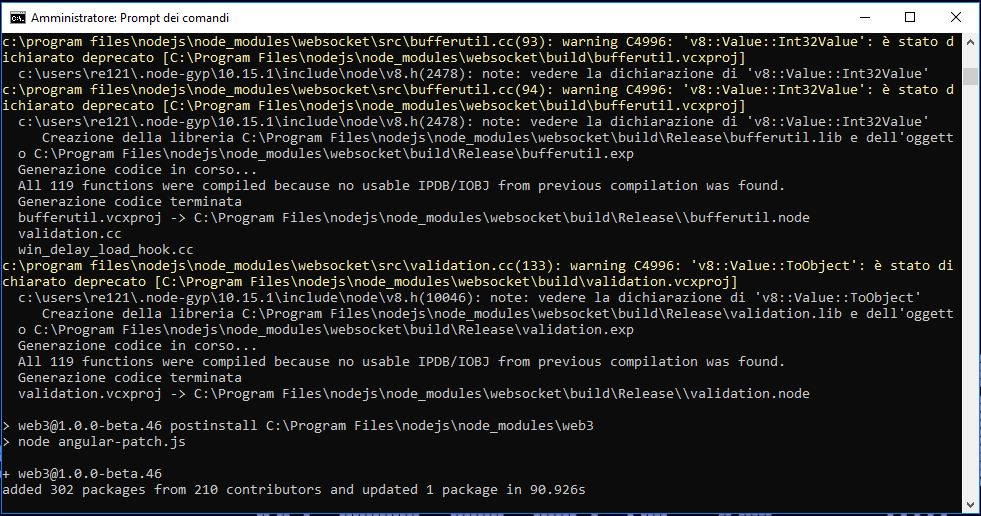 Amministratore: Prompt dei comandi
c:\program files\nodejs\node_modules\websocket\src\bufferutil.cc(93): warning C4996: 'v8::Value::Int32Value': è stato d
ichiarato deprecato [C:\Program Files\nodejs\node_modules\websocket\build\bufferutil.vcxproj]
  c:\users\re121\.node-gyp\10.15.1\include\node\v8.h(2478): note: vedere la dichiarazione di 'v8::Value::Int32Value'
c:\program files\nodejs\node_modules\websocket\src\bufferutil.cc(94): warning C4996: 'v8::Value::Int32Value': è stato d
ichiarato deprecato [C:\Program Files\nodejs\node_modules\websocket\build\bufferutil.vcxproj]
  c:\users\re121\.node-gyp\10.15.1\include\node\v8.h(2478): note: vedere la dichiarazione di 'v8::Value::Int32Value'
     Creazione della libreria C:\Program Files\nodejs\node_modules\websocket\build\Release\bufferutil.lib e dell'oggett
  o C:\Program Files\nodejs\node_modules\websocket\build\Release\bufferutil.exp
  Generazione codice in corso...
  All 119 functions were compiled because no usable IPDB/IOBJ from previous compilation was found.
  Generazione codice terminata
  bufferutil.vcxproj -> C:\Program Files\nodejs\node_modules\websocket\build\Release\\bufferutil.node
  validation.cc
  win_delay_load_hook.cc
c:\program files\nodejs\node_modules\websocket\src\validation.cc(133): warning C4996: 'v8::Value::ToObject': è stato di
chiarato deprecato [C:\Program Files\nodejs\node_modules\websocket\build\validation.vcxproj]
  c:\users\re121\.node-gyp\10.15.1\include\node\v8.h(10046): note: vedere la dichiarazione di 'v8::Value::ToObject'
     Creazione della libreria C:\Program Files\nodejs\node_modules\websocket\build\Release\validation.lib e dell'oggett
  o C:\Program Files\nodejs\node_modules\websocket\build\Release\validation.exp
  Generazione codice in corso...
  All 119 functions were compiled because no usable IPDB/IOBJ from previous compilation was found.
  Generazione codice terminata
  validation.vcxproj -> C:\Program Files\nodejs\node_modules\websocket\build\Release\\validation.node
> web3@1.0.0-beta.46 postinstall C:\Program Files\nodejs\node_modules\web3
> node angular-patch.js
+ web3@1.0.0-beta.46
added 302 packages from 210 contributors and updated 1 package in 90.926s